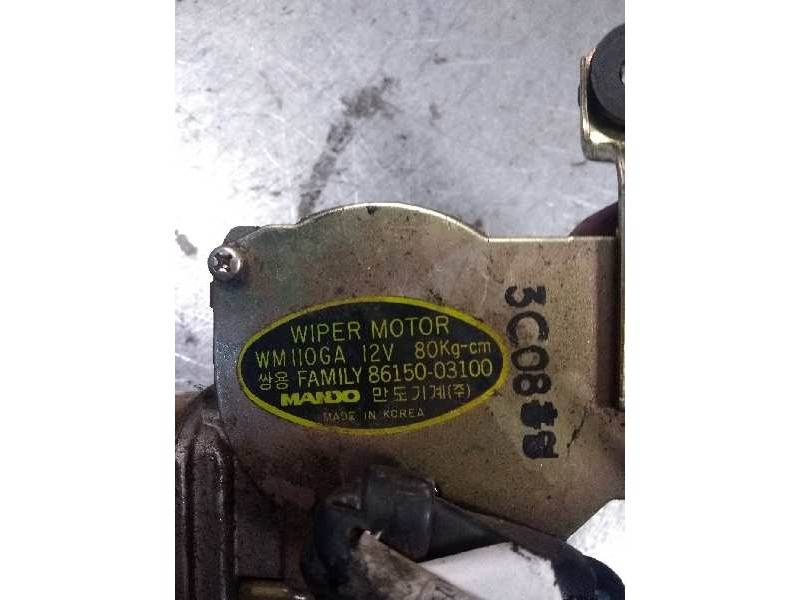 WIPER MOTOR
WM110GA 12V 80Kg-cm
쌍용 FAMILY 86150-03100
MANDO 만도기계(주)
MADE IN KOREA
3C08